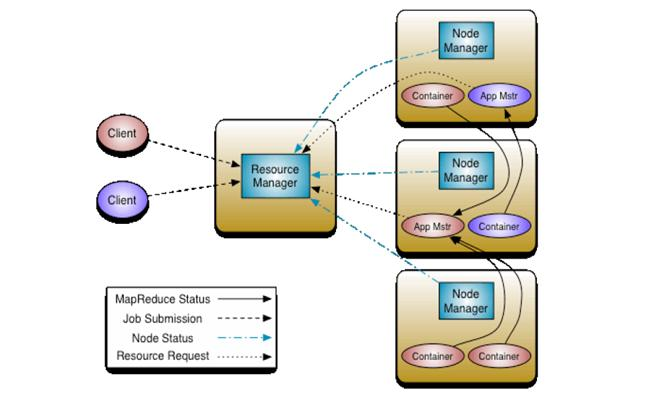 Node
Manager
Container
App Mstr
Client
Resource
Manager
Client
Node
Manager
App Mstr
Container
Node
Manager
Container
Container
MapReduce Status
Job Submission
Node Status
Resource Request